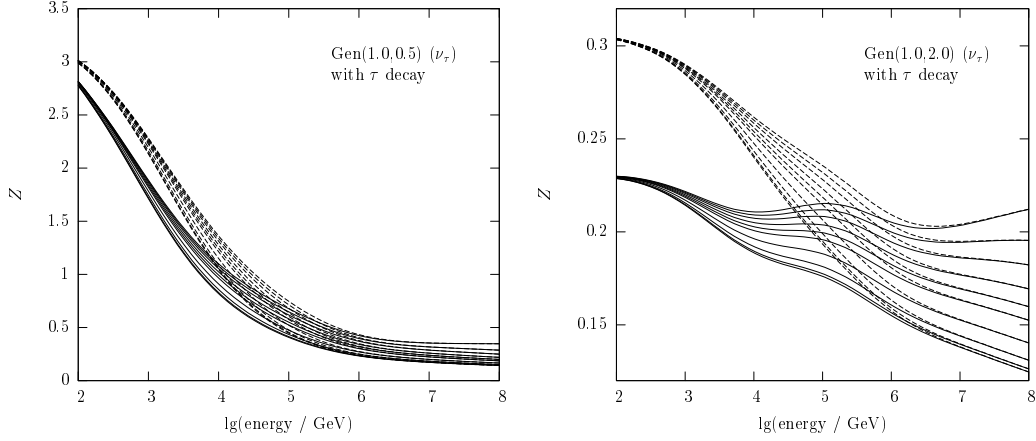 3.5
3
2.5
2
1.5
1
0.5
0
Z
2 3 4 5 6 7 8
lg(energy / GeV)
Gen(1.0,0.5) (ν_τ)
with τ decay
0.3
0.25
0.2
0.15
Z
2 3 4 5 6 7 8
lg(energy / GeV)
Gen(1.0,2.0) (ν_τ)
with τ decay